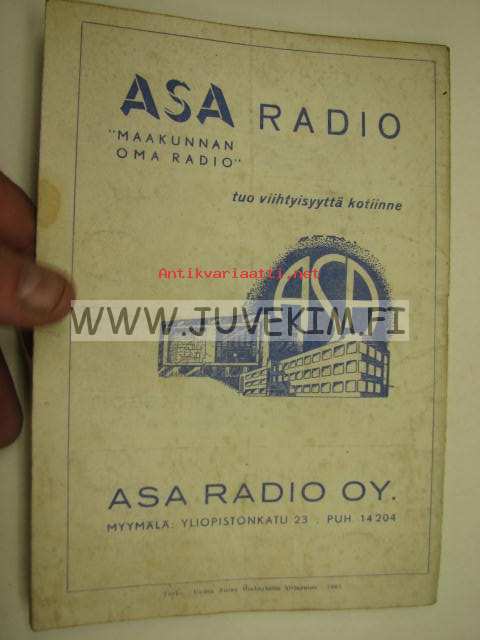 ASA RADIO
"MAAKUNNAN
OMA RADIO"
tuo viihtyisyyttä kotiinne
Antikvariaatti.net
ASA
WWW.JUVEKIM.FI
ASA RADIO OY.
MYYMÄLÄ: YLIOPISTONKATU 23 . PUH. 14 204